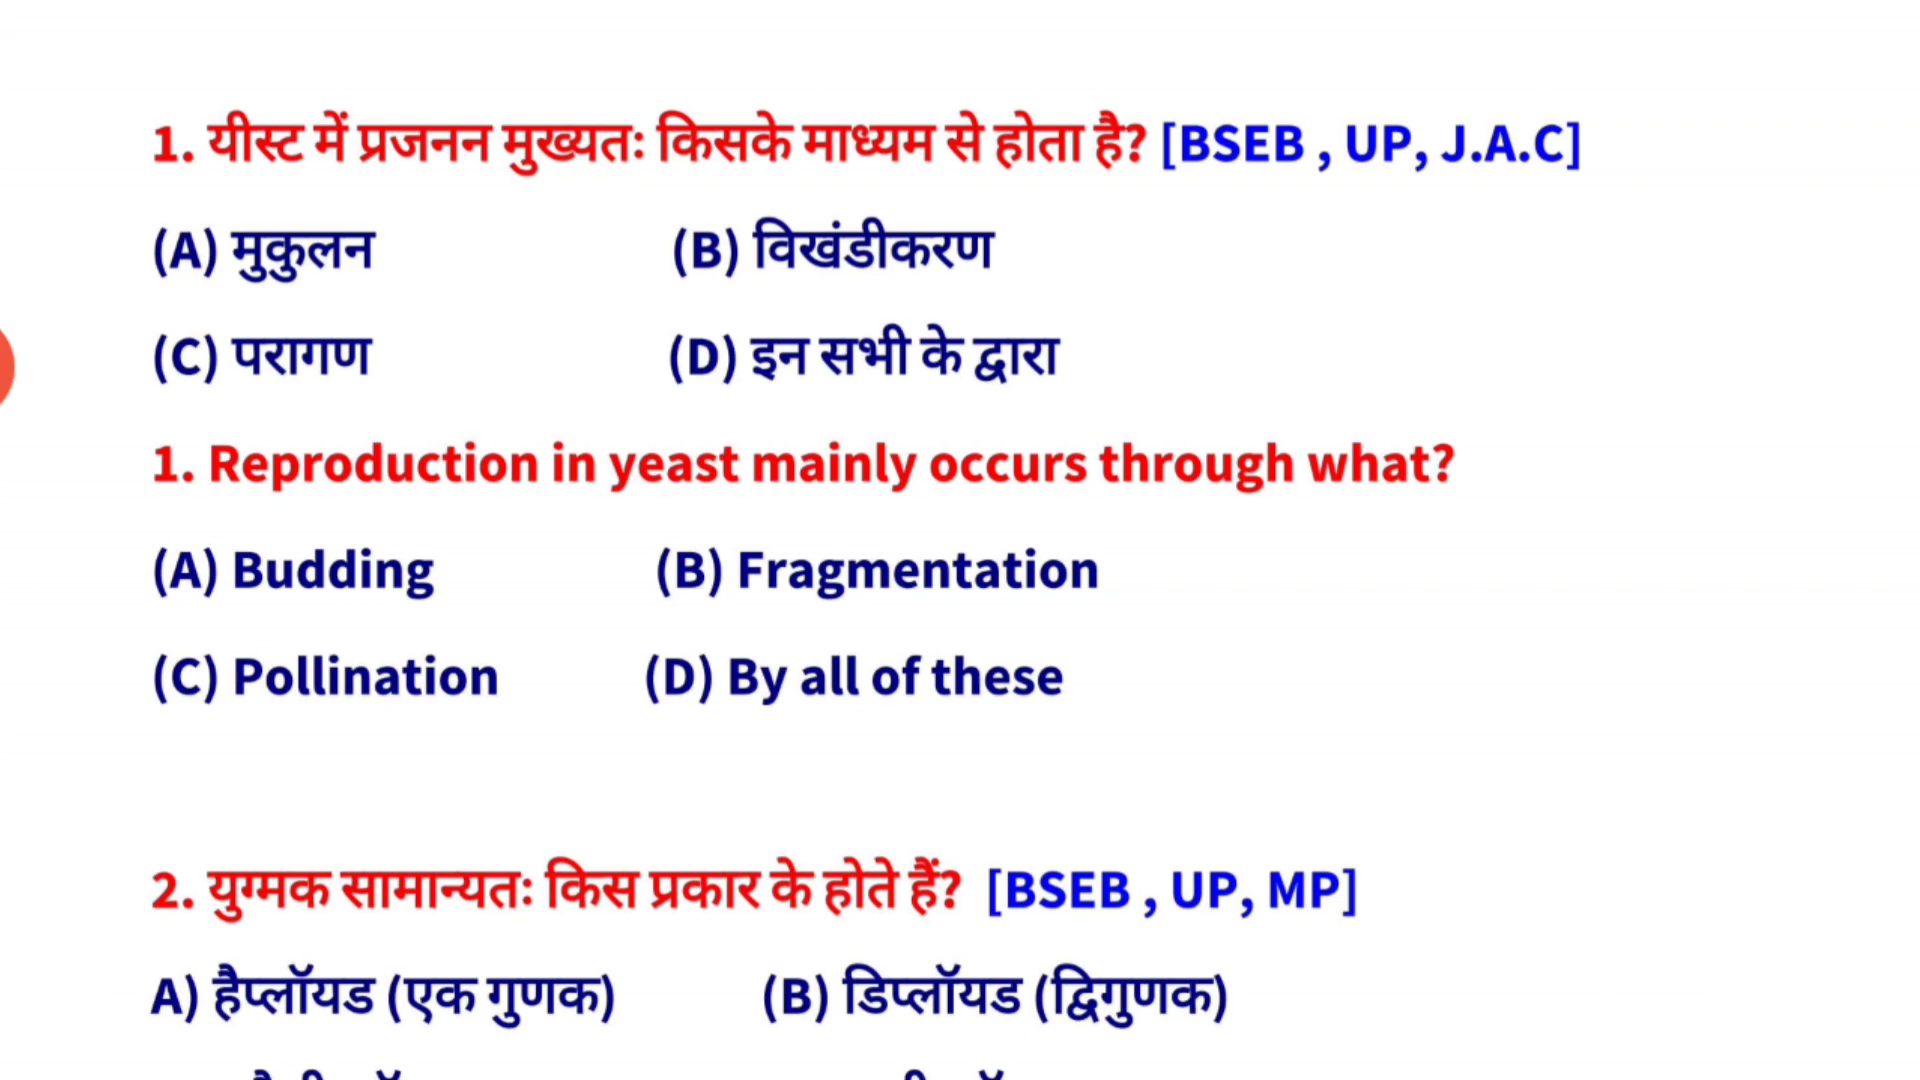 1. यीस्ट में प्रजनन मुख्यतः किसके माध्यम से होता है? [BSEB , UP, J.A.C]
(A) मुकुलन (B) विखंडीकरण
(C) परागण (D) इन सभी के द्वारा
1. Reproduction in yeast mainly occurs through what?
(A) Budding (B) Fragmentation
(C) Pollination (D) By all of these
2. युग्मक सामान्यतः किस प्रकार के होते हैं? [BSEB , UP, MP]
A) हैप्लॉयड (एक गुणक) (B) डिप्लॉयड (द्विगुणक)